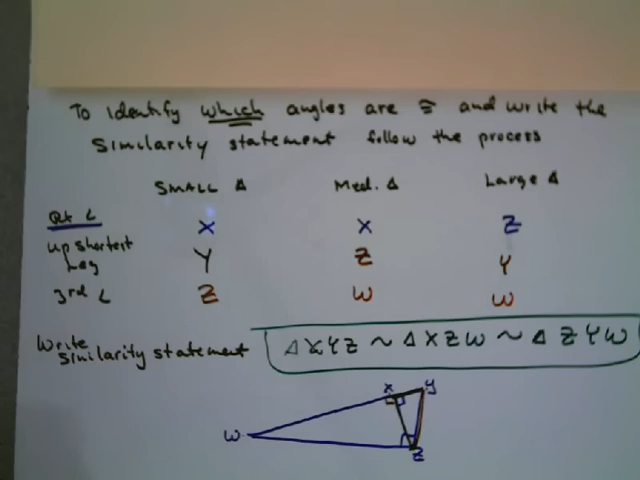 To identify which angles are ≅ and write the
similarity statement follow the process
SMALL Δ Med. Δ Large Δ
Rt ∠ X X Z
up shortest
Leg Y Z Y
3rd ∠ Z W W
Write
similarity statement ΔXYZ ~ ΔXZW ~ ΔZYW
X Y
W
Z